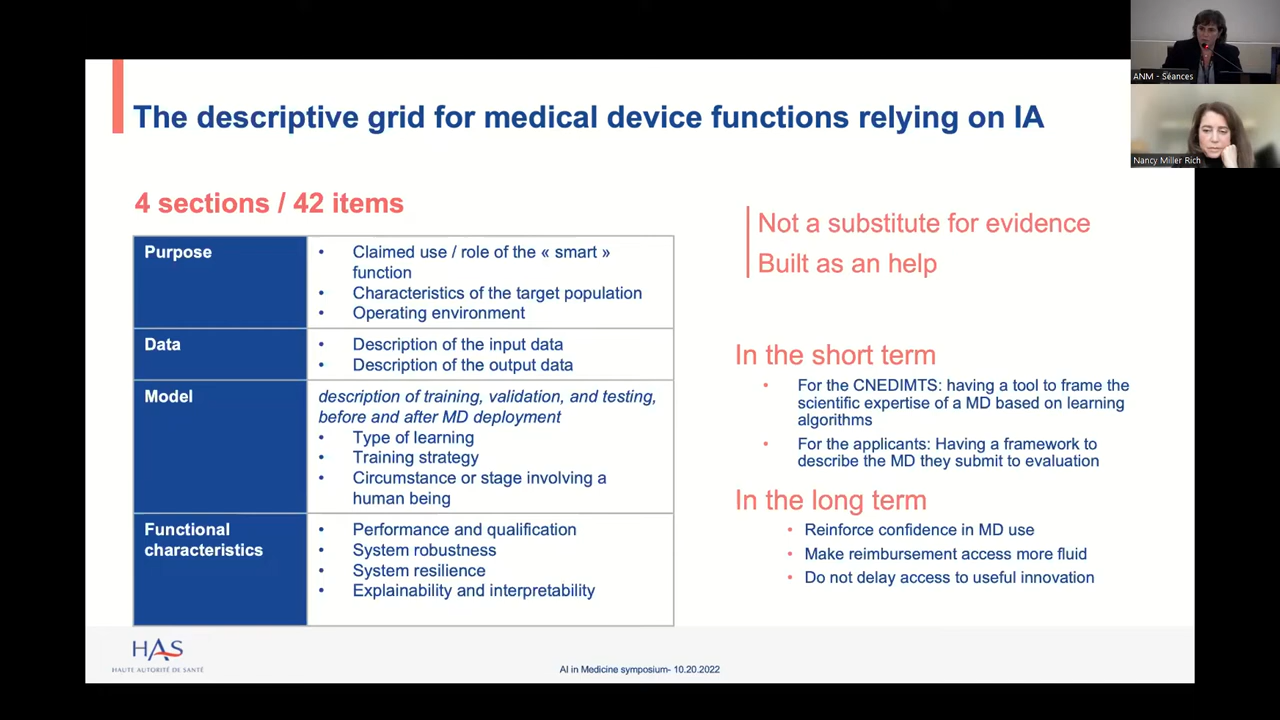 The descriptive grid for medical device functions relying on IA
4 sections / 42 items
Purpose
• Claimed use / role of the « smart »
function
• Characteristics of the target population
• Operating environment
Data
• Description of the input data
• Description of the output data
Model
description of training, validation, and testing,
before and after MD deployment
• Type of learning
• Training strategy
• Circumstance or stage involving a
human being
Functional
characteristics
• Performance and qualification
• System robustness
• System resilience
• Explainability and interpretability
Not a substitute for evidence
Built as an help
In the short term
• For the CNEDIMTS: having a tool to frame the
scientific expertise of a MD based on learning
algorithms
• For the applicants: Having a framework to
describe the MD they submit to evaluation
In the long term
• Reinforce confidence in MD use
• Make reimbursement access more fluid
• Do not delay access to useful innovation
HAS
HAUTE AUTORITÉ DE SANTÉ
AI in Medicine symposium- 10.20.2022
ANM - Séances
Nancy Miller Rich